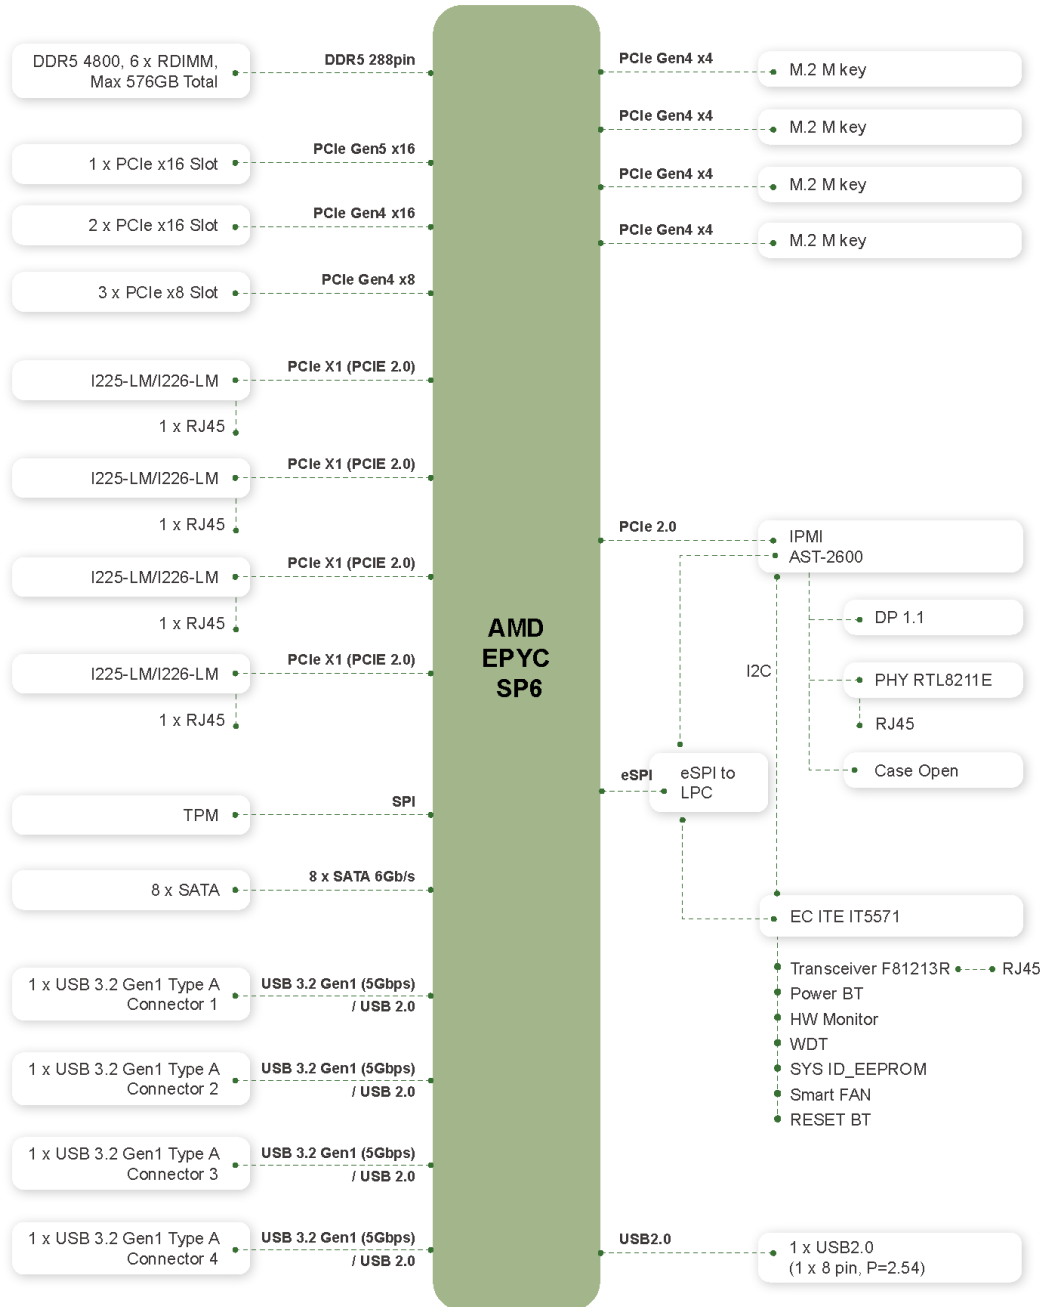 DDR5 4800, 6 x RDIMM,
Max 576GB Total
DDR5 288pin
1 x PCIe x16 Slot
PCIe Gen5 x16
2 x PCIe x16 Slot
PCIe Gen4 x16
3 x PCIe x8 Slot
PCIe Gen4 x8
I225-LM/I226-LM
PCIe X1 (PCIE 2.0)
1 x RJ45
I225-LM/I226-LM
PCIe X1 (PCIE 2.0)
1 x RJ45
I225-LM/I226-LM
PCIe X1 (PCIE 2.0)
1 x RJ45
I225-LM/I226-LM
PCIe X1 (PCIE 2.0)
1 x RJ45
TPM
SPI
8 x SATA
8 x SATA 6Gb/s
1 x USB 3.2 Gen1 Type A
Connector 1
USB 3.2 Gen1 (5Gbps)
/ USB 2.0
1 x USB 3.2 Gen1 Type A
Connector 2
USB 3.2 Gen1 (5Gbps)
/ USB 2.0
1 x USB 3.2 Gen1 Type A
Connector 3
USB 3.2 Gen1 (5Gbps)
/ USB 2.0
1 x USB 3.2 Gen1 Type A
Connector 4
USB 3.2 Gen1 (5Gbps)
/ USB 2.0
AMD
EPYC
SP6
PCIe Gen4 x4
M.2 M key
PCIe Gen4 x4
M.2 M key
PCIe Gen4 x4
M.2 M key
PCIe Gen4 x4
M.2 M key
PCIe 2.0
IPMI
AST-2600
DP 1.1
I2C
PHY RTL8211E
RJ45
Case Open
eSPI
eSPI to
LPC
EC ITE IT5571
Transceiver F81213R
RJ45
Power BT
HW Monitor
WDT
SYS ID_EEPROM
Smart FAN
RESET BT
USB2.0
1 x USB2.0
(1 x 8 pin, P=2.54)